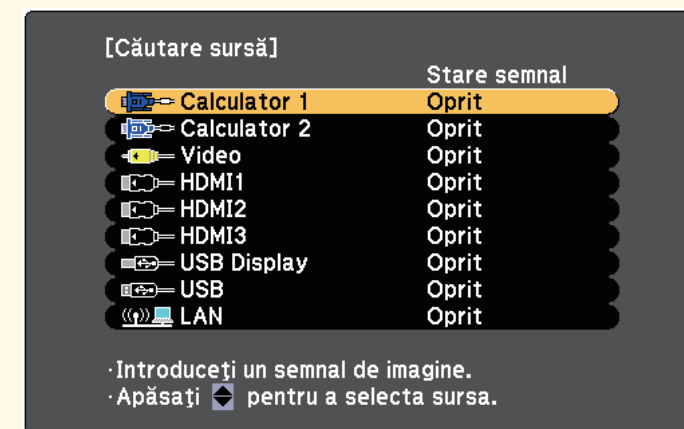 [Căutare sursă]
Stare semnal
Calculator 1 Oprit
Calculator 2 Oprit
Video Oprit
HDMI1 Oprit
HDMI2 Oprit
HDMI3 Oprit
USB Display Oprit
USB Oprit
LAN Oprit
·Introduceţi un semnal de imagine.
·Apăsaţi pentru a selecta sursa.